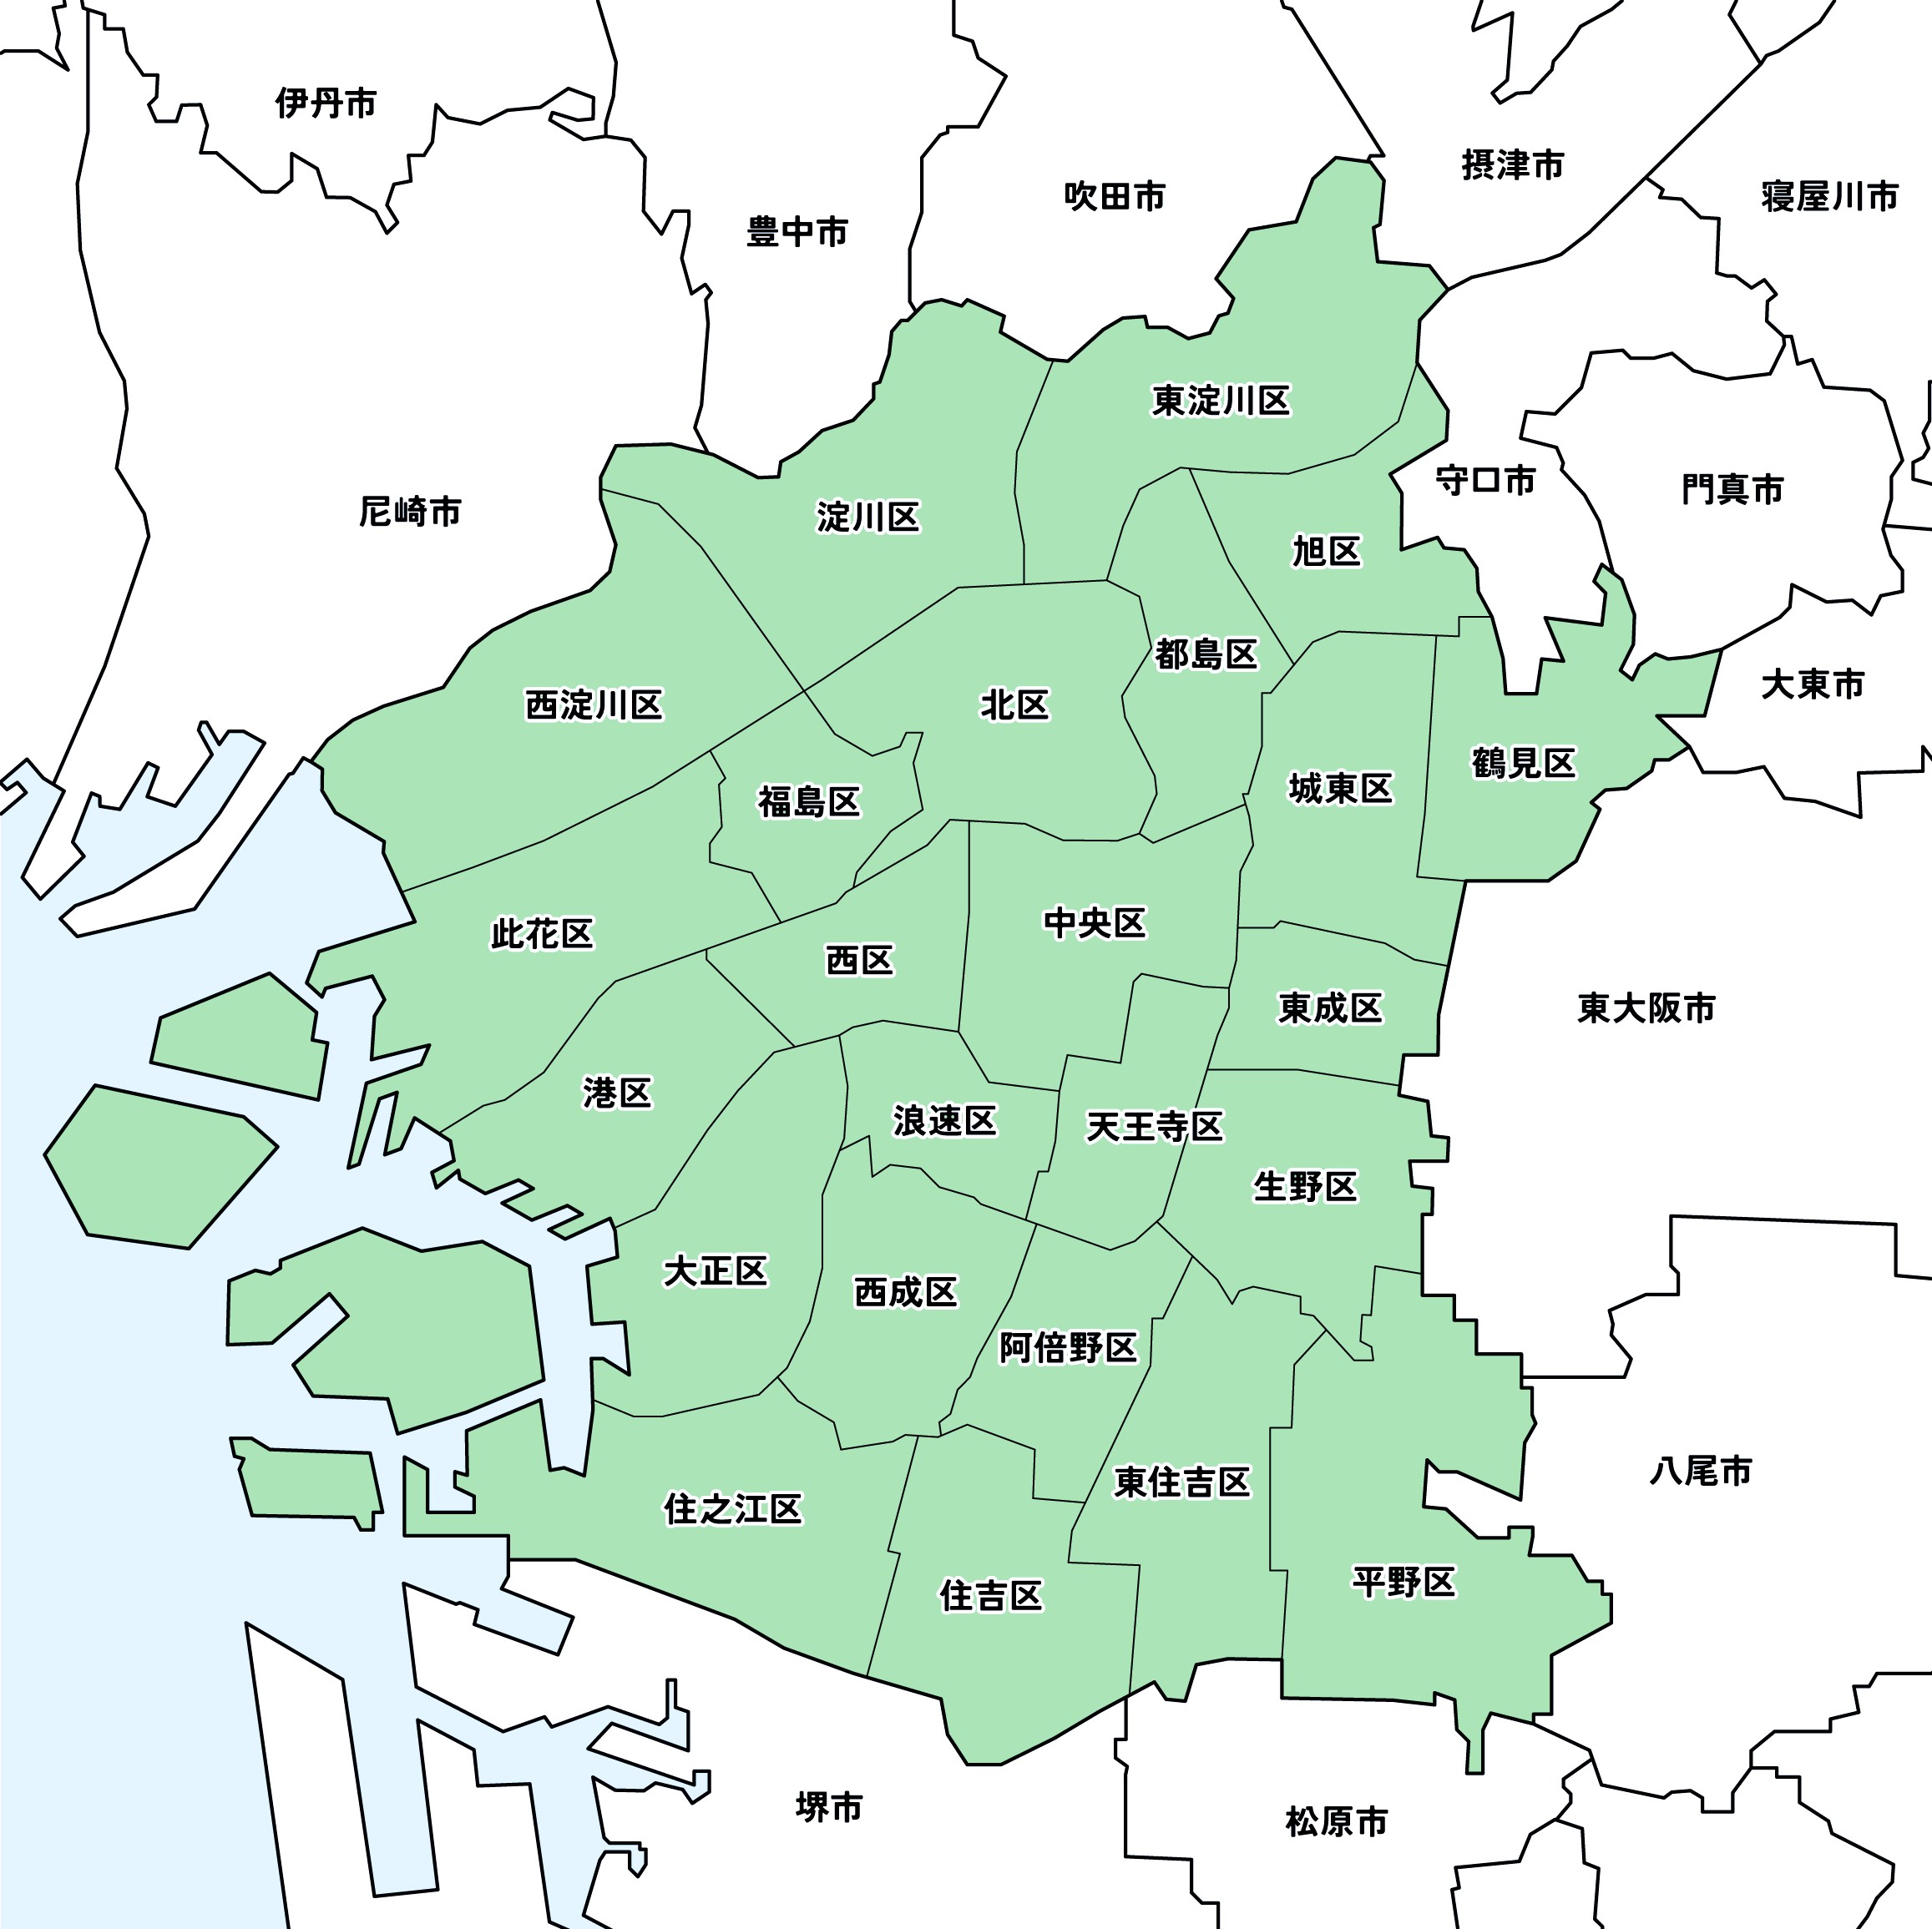 伊丹市
摂津市
吹田市
寝屋川市
豊中市
東淀川区
守口市
門真市
尼崎市
淀川区
旭区
都島区
大東市
西淀川区
北区
鶴見区
城東区
福島区
中央区
此花区
西区
東成区
東大阪市
港区
浪速区
天王寺区
生野区
大正区
西成区
阿倍野区
八尾市
東住吉区
住之江区
平野区
住吉区
堺市
松原市